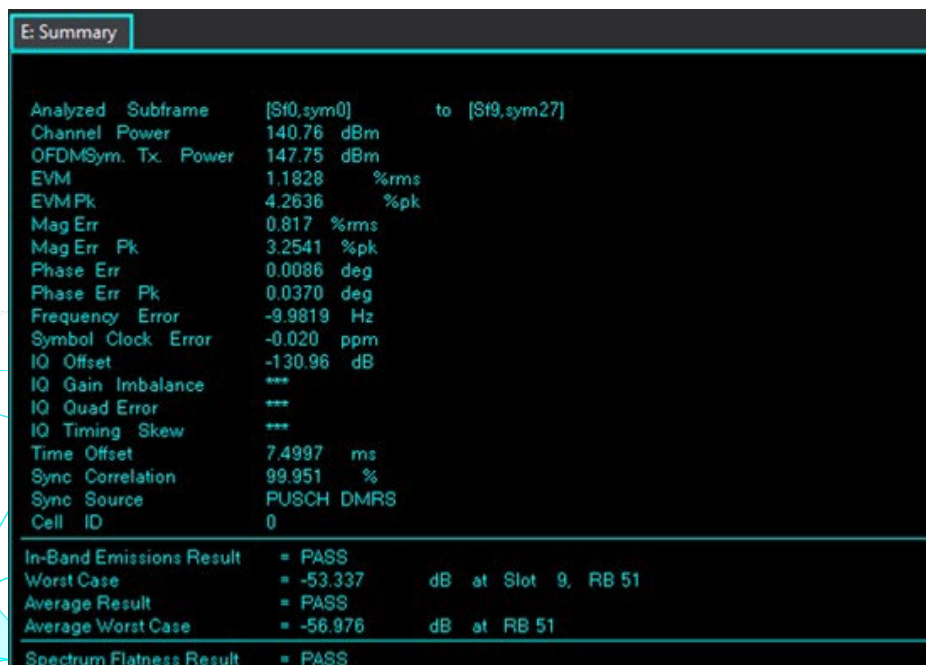 E: Summary
Analyzed Subframe [Sf0,sym0] to [Sf9,sym27]
Channel Power 140.76 dBm
OFDMSym. Tx. Power 147.75 dBm
EVM 1.1828 %rms
EVM Pk 4.2636 %pk
Mag Err 0.817 %rms
Mag Err Pk 3.2541 %pk
Phase Err 0.0086 deg
Phase Err Pk 0.0370 deg
Frequency Error -9.9819 Hz
Symbol Clock Error -0.020 ppm
IQ Offset -130.96 dB
IQ Gain Imbalance ***
IQ Quad Error ***
IQ Timing Skew ***
Time Offset 7.4997 ms
Sync Correlation 99.951 %
Sync Source PUSCH DMRS
Cell ID 0
In-Band Emissions Result = PASS
Worst Case = -53.337 dB at Slot 9, RB 51
Average Result = PASS
Average Worst Case = -56.976 dB at RB 51
Spectrum Flatness Result = PASS